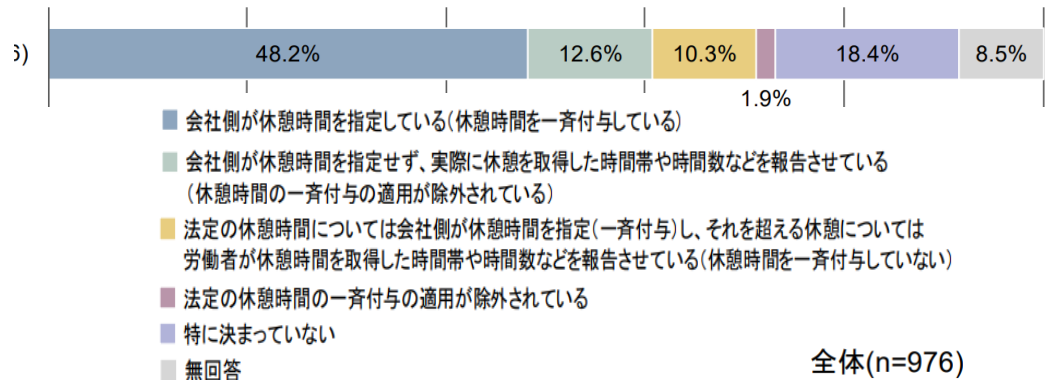 6)
48.2%
12.6%
10.3%
18.4%
8.5%
1.9%
会社側が休憩時間を指定している(休憩時間を一斉付与している)
会社側が休憩時間を指定せず、実際に休憩を取得した時間帯や時間数などを報告させている
(休憩時間の一斉付与の適用が除外されている)
法定の休憩時間については会社側が休憩時間を指定(一斉付与)し、それを超える休憩については
労働者が休憩時間を取得した時間帯や時間数などを報告させている(休憩時間を一斉付与していない)
法定の休憩時間の一斉付与の適用が除外されている
特に決まっていない
無回答
全体(n=976)